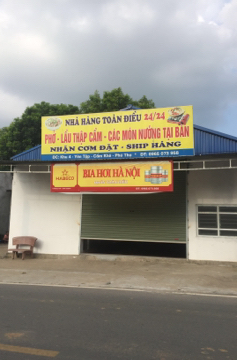 NHÀ HÀNG TOÀN ĐIỂU 24/24
PHỞ - LẨU THẬP CẨM - CÁC MÓN NƯỚNG TẠI BÀN
NHẬN CƠM ĐẶT - SHIP HÀNG
BIA HƠI HÀ NỘI
HABECO